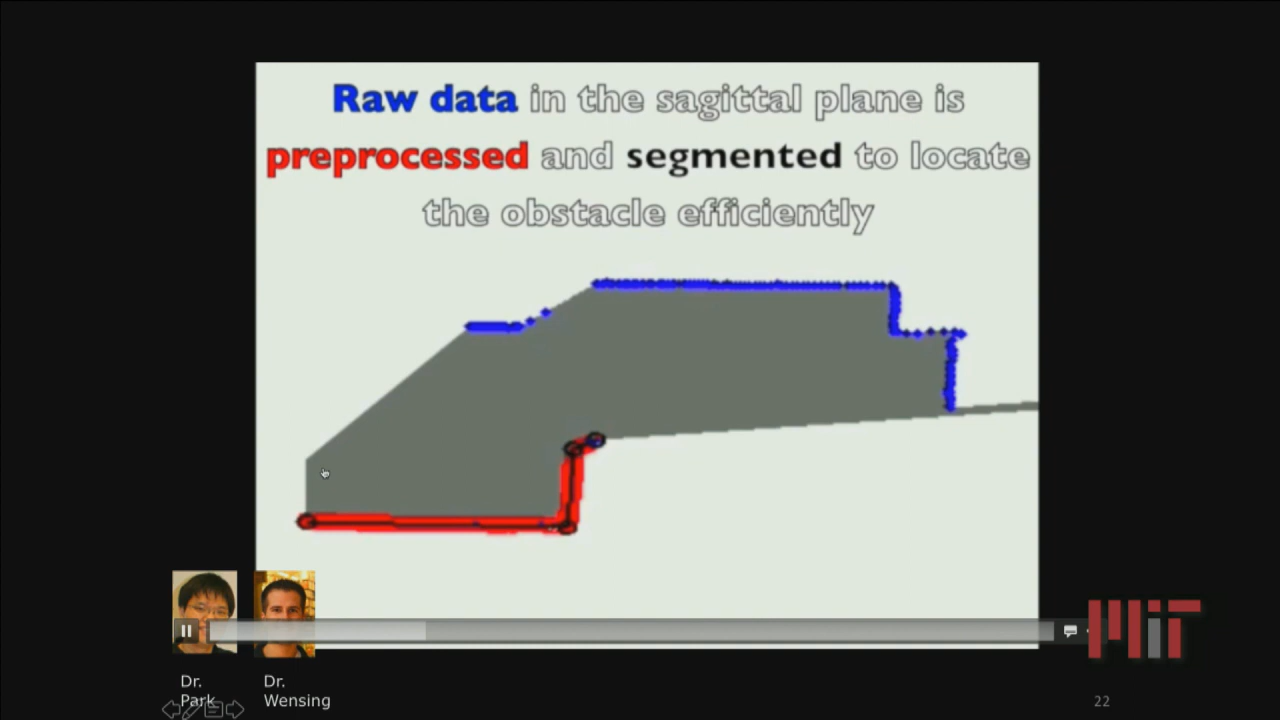 Raw data in the sagittal plane is
preprocessed and segmented to locate
the obstacle efficiently
MIT
Dr.
Park
Dr.
Wensing
22